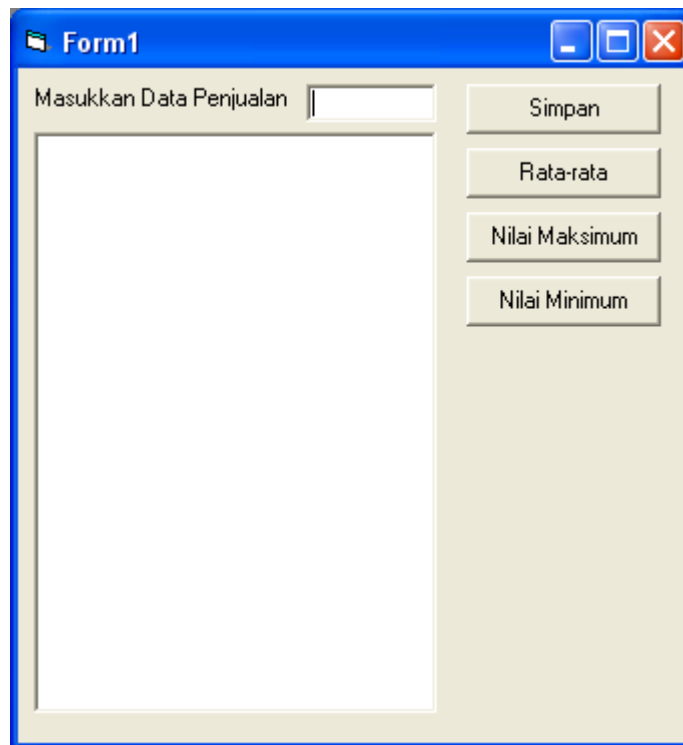 Form1
Masukkan Data Penjualan
Simpan
Rata-rata
Nilai Maksimum
Nilai Minimum